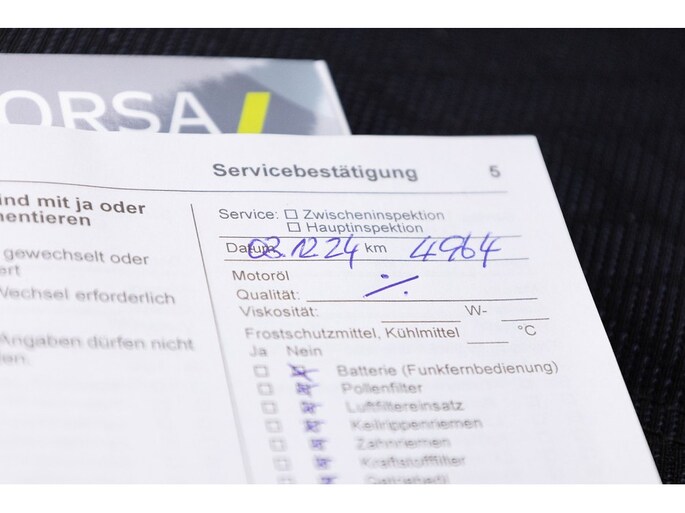 ORSA
Servicebestätigung 5
ind mit ja oder
nentieren
gewechselt oder
ert
Wechsel erforderlich
Angaben dürfen nicht
en.
Service: ☐ Zwischeninspektion
☐ Hauptinspektion
Datum 03.12.24 km 4964
Motoröl
Qualität: ./.
Viskosität: W-
Frostschutzmittel, Kühlmittel °C
Ja Nein
Batterie (Funkfernbedienung)
Pollenfilter
Luftfiltereinsatz
Keilrippenriemen
Zahnriemen
Kraftstofffilter
Getriebeöl